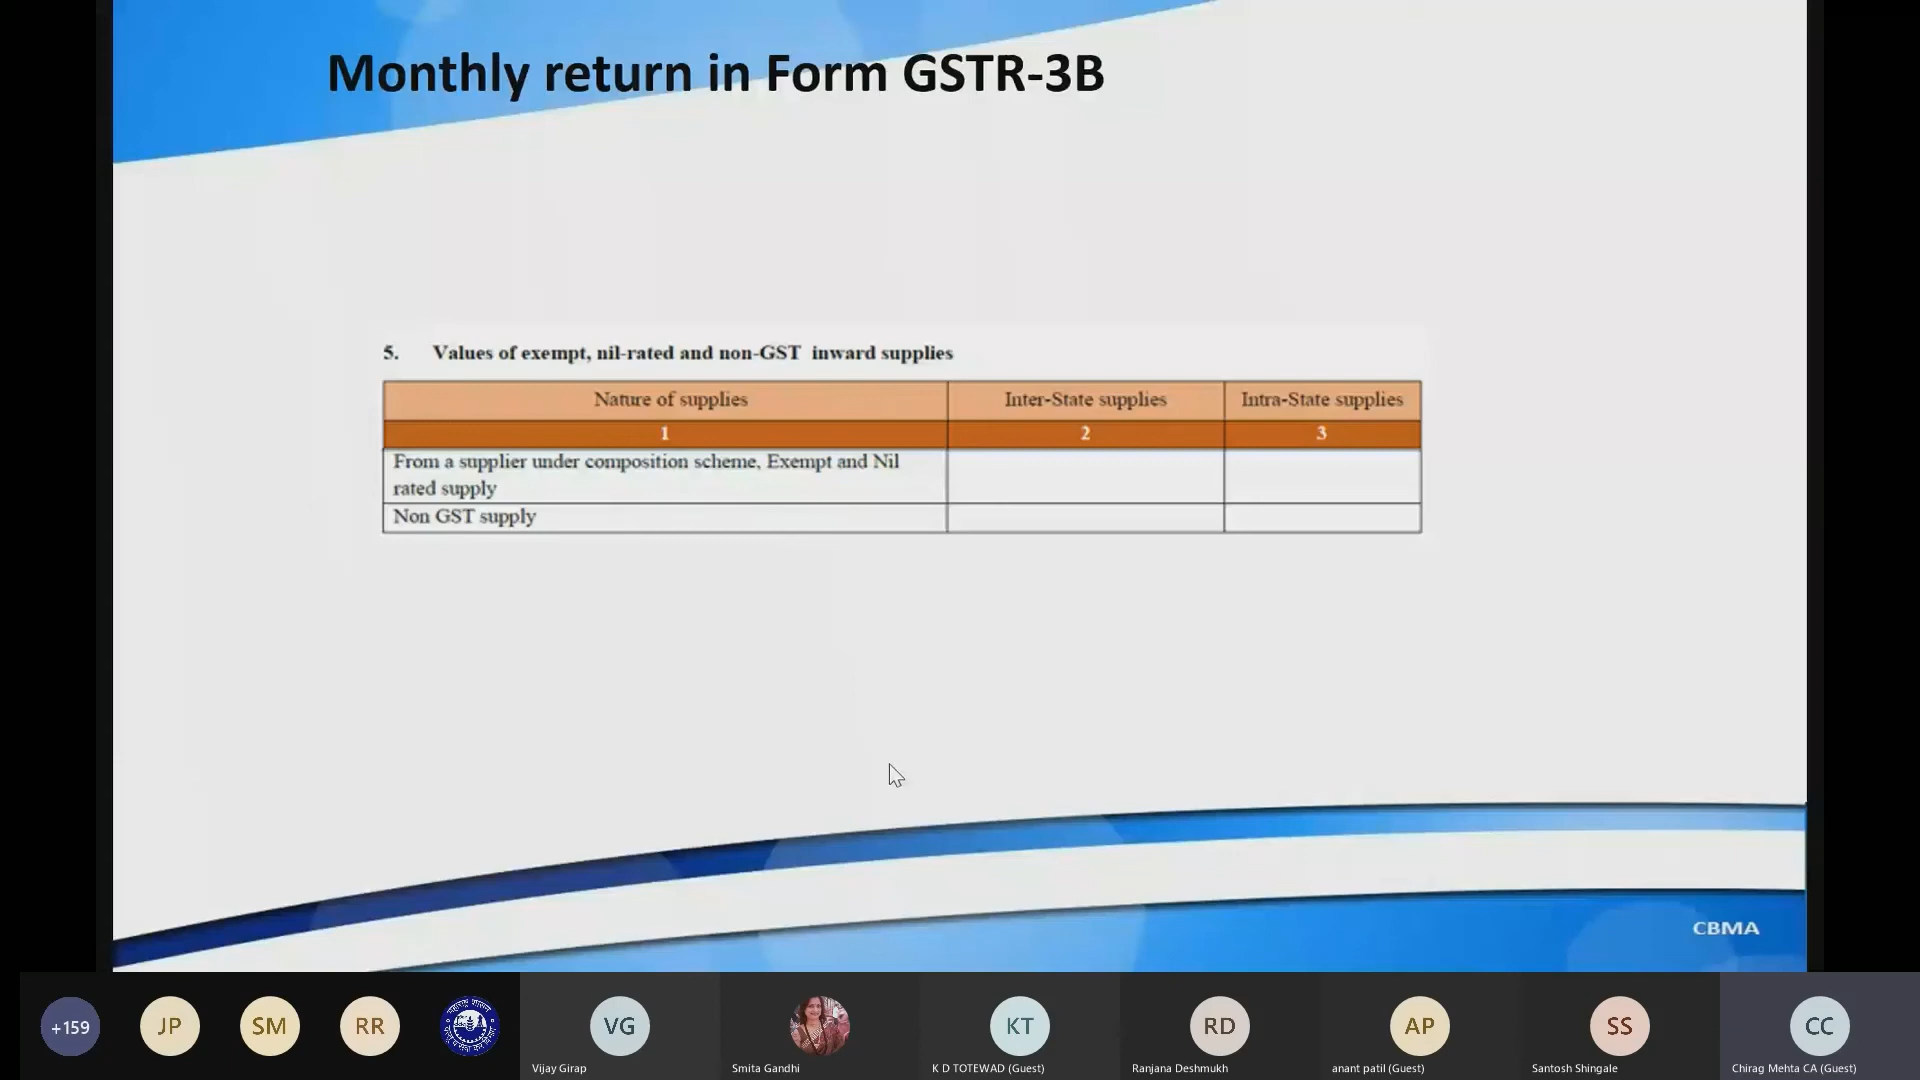 Monthly return in Form GSTR-3B
5. Values of exempt, nil-rated and non-GST inward supplies
Nature of supplies Inter-State supplies Intra-State supplies
1 2 3
From a supplier under composition scheme, Exempt and Nil
rated supply
Non GST supply
CBMA
+159 JP SM RR VG KT RD AP SS CC
Vijay Girap Smita Gandhi K D TOTEWAD (Guest) Ranjana Deshmukh anant patil (Guest) Santosh Shingale Chirag Mehta CA (Guest)